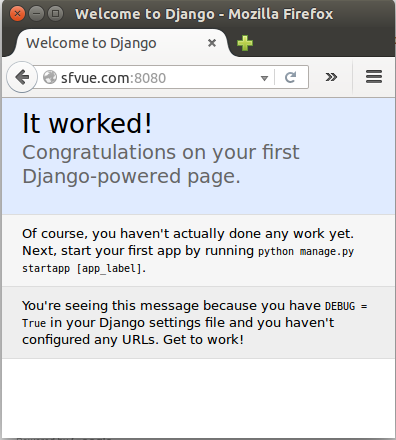 Welcome to Django - Mozilla Firefox
Welcome to Django
sfvue.com:8080
It worked!
Congratulations on your first
Django-powered page.
Of course, you haven't actually done any work yet.
Next, start your first app by running python manage.py
startapp [app_label].
You're seeing this message because you have DEBUG =
True in your Django settings file and you haven't
configured any URLs. Get to work!